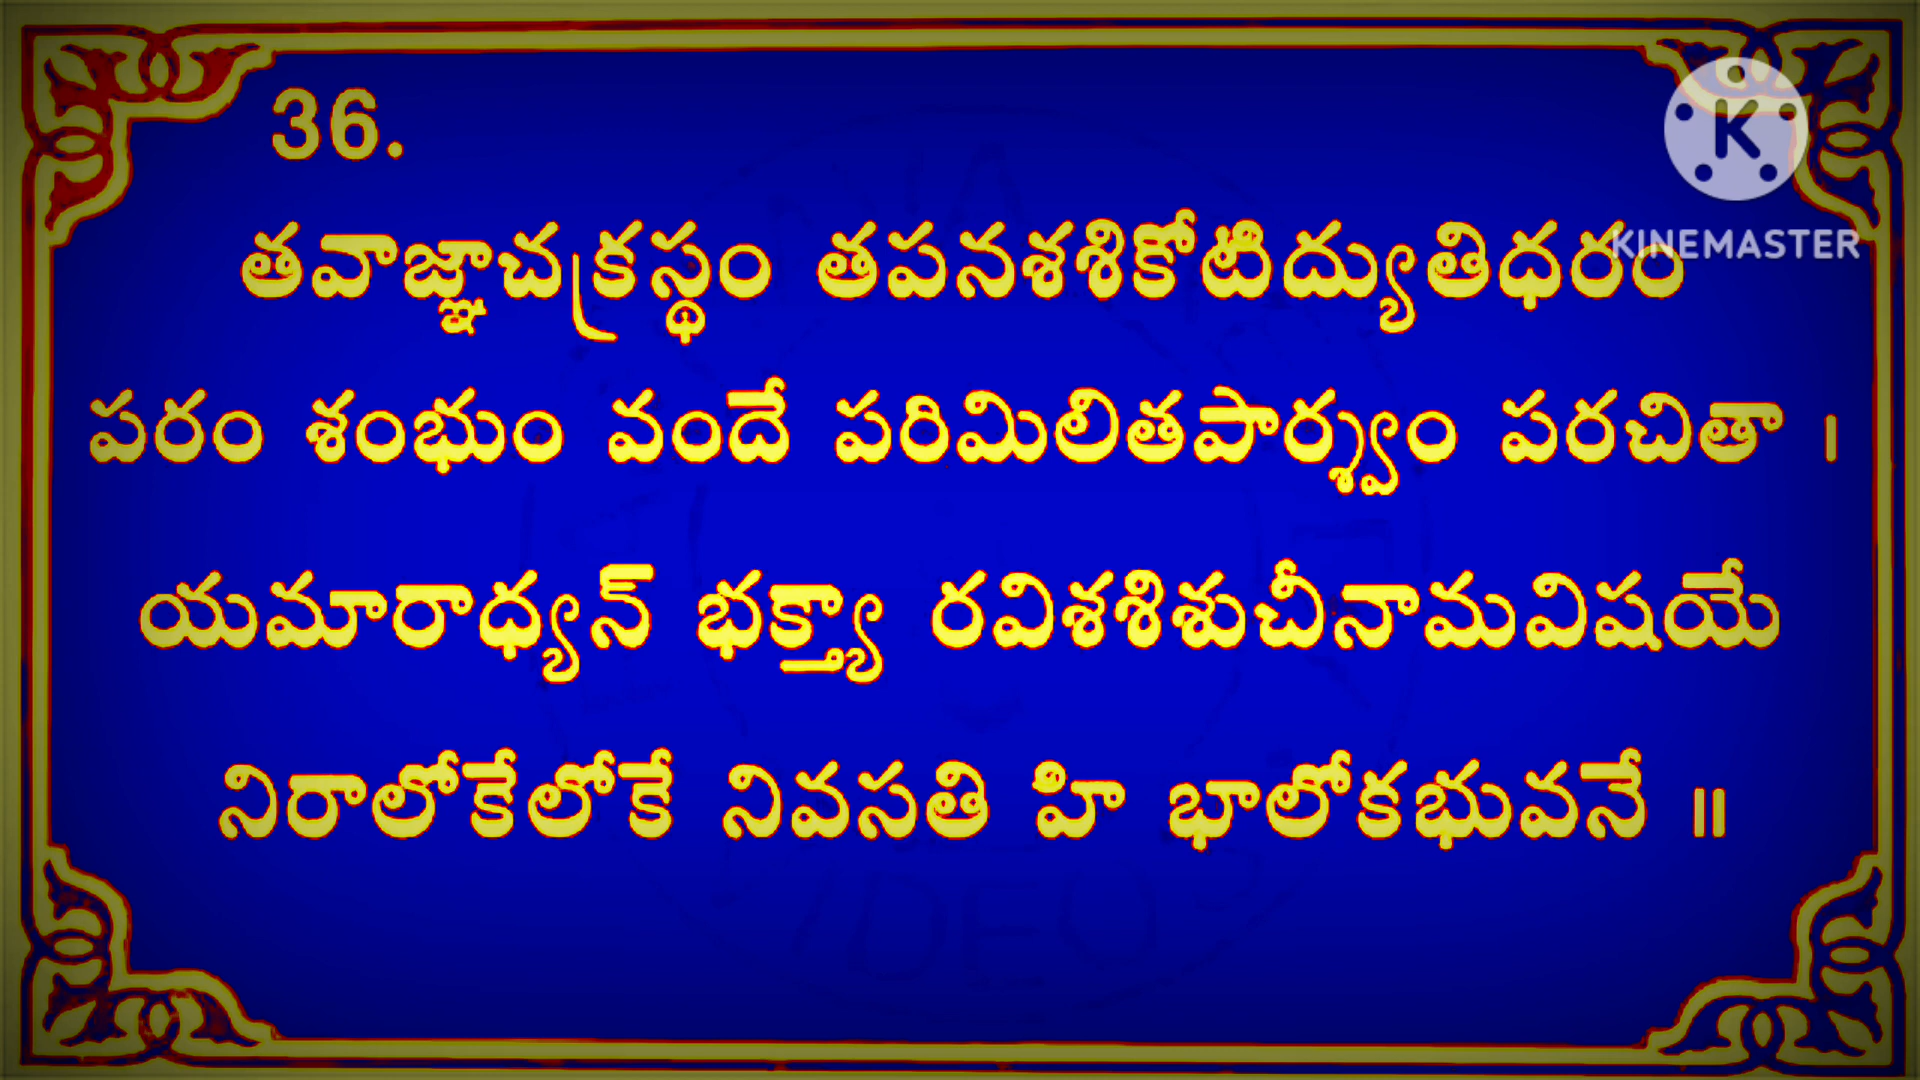 36.
K
KINEMASTER
తవాజ్ఞాచక్రస్థం తపనశశికోటిద్యుతిధరం
పరం శంభుం వందే పరిమిలితపార్శ్వం పరచితా ।
యమారాధ్యన్ భక్త్యా రవిశశిశుచీనామవిషయే
నిరాలోకేలోకే నివసతి హి భాలోకభువనే ॥